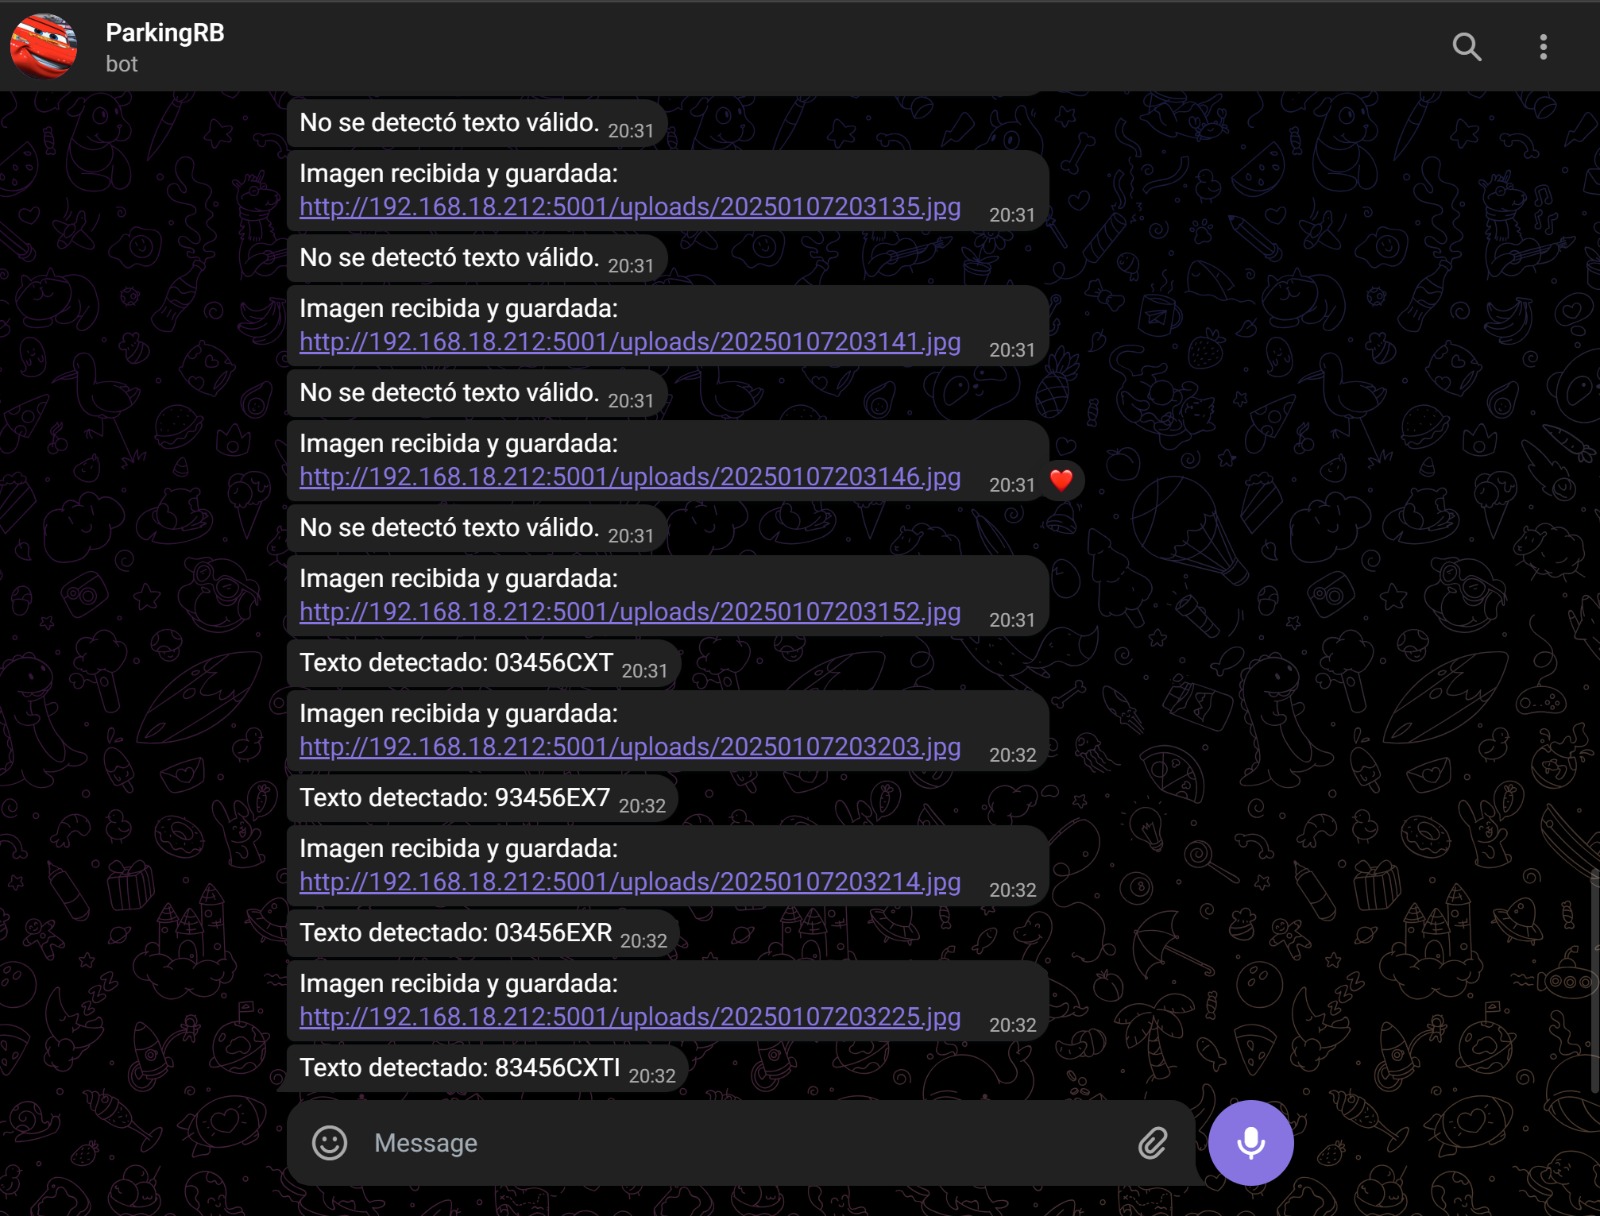 ParkingRB
bot
No se detectó texto válido. 20:31
Imagen recibida y guardada:
http://192.168.18.212:5001/uploads/20250107203135.jpg 20:31
No se detectó texto válido. 20:31
Imagen recibida y guardada:
http://192.168.18.212:5001/uploads/20250107203141.jpg 20:31
No se detectó texto válido. 20:31
Imagen recibida y guardada:
http://192.168.18.212:5001/uploads/20250107203146.jpg 20:31
No se detectó texto válido. 20:31
Imagen recibida y guardada:
http://192.168.18.212:5001/uploads/20250107203152.jpg 20:31
Texto detectado: 03456CXT 20:31
Imagen recibida y guardada:
http://192.168.18.212:5001/uploads/20250107203203.jpg 20:32
Texto detectado: 93456EX7 20:32
Imagen recibida y guardada:
http://192.168.18.212:5001/uploads/20250107203214.jpg 20:32
Texto detectado: 03456EXR 20:32
Imagen recibida y guardada:
http://192.168.18.212:5001/uploads/20250107203225.jpg 20:32
Texto detectado: 83456CXTI 20:32
Message